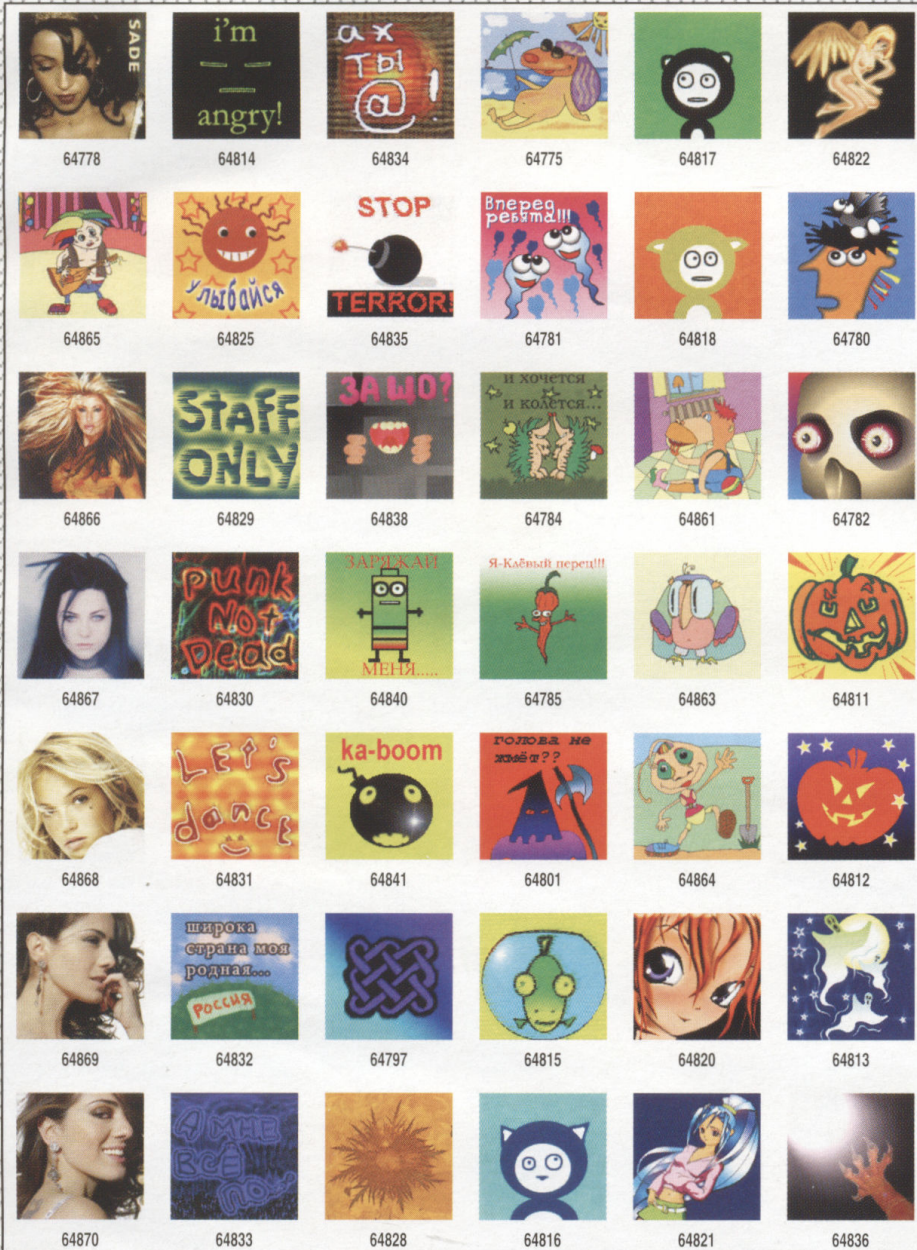 SADE
i'm
angry!
ах
ты
@!
64778 64814 64834 64775 64817 64822
улыбайся
STOP
TERROR!
Вперед
ребята!!!
64865 64825 64835 64781 64818 64780
STAFF
ONLY
ЗА ЩО?
и хочется
и колется...
64866 64829 64838 64784 64861 64782
Punk
Not
Dead
ЗАРЯЖАЙ
МЕНЯ.....
Я-Клёвый перец!!!
64867 64830 64840 64785 64863 64811
LET'S
dance
ka-boom
голова не
жмёт??
64868 64831 64841 64801 64864 64812
широка
страна моя
родная...
РОССИЯ
64869 64832 64797 64815 64820 64813
А МНЕ
ВСЁ
ПОХ
64870 64833 64828 64816 64821 64836